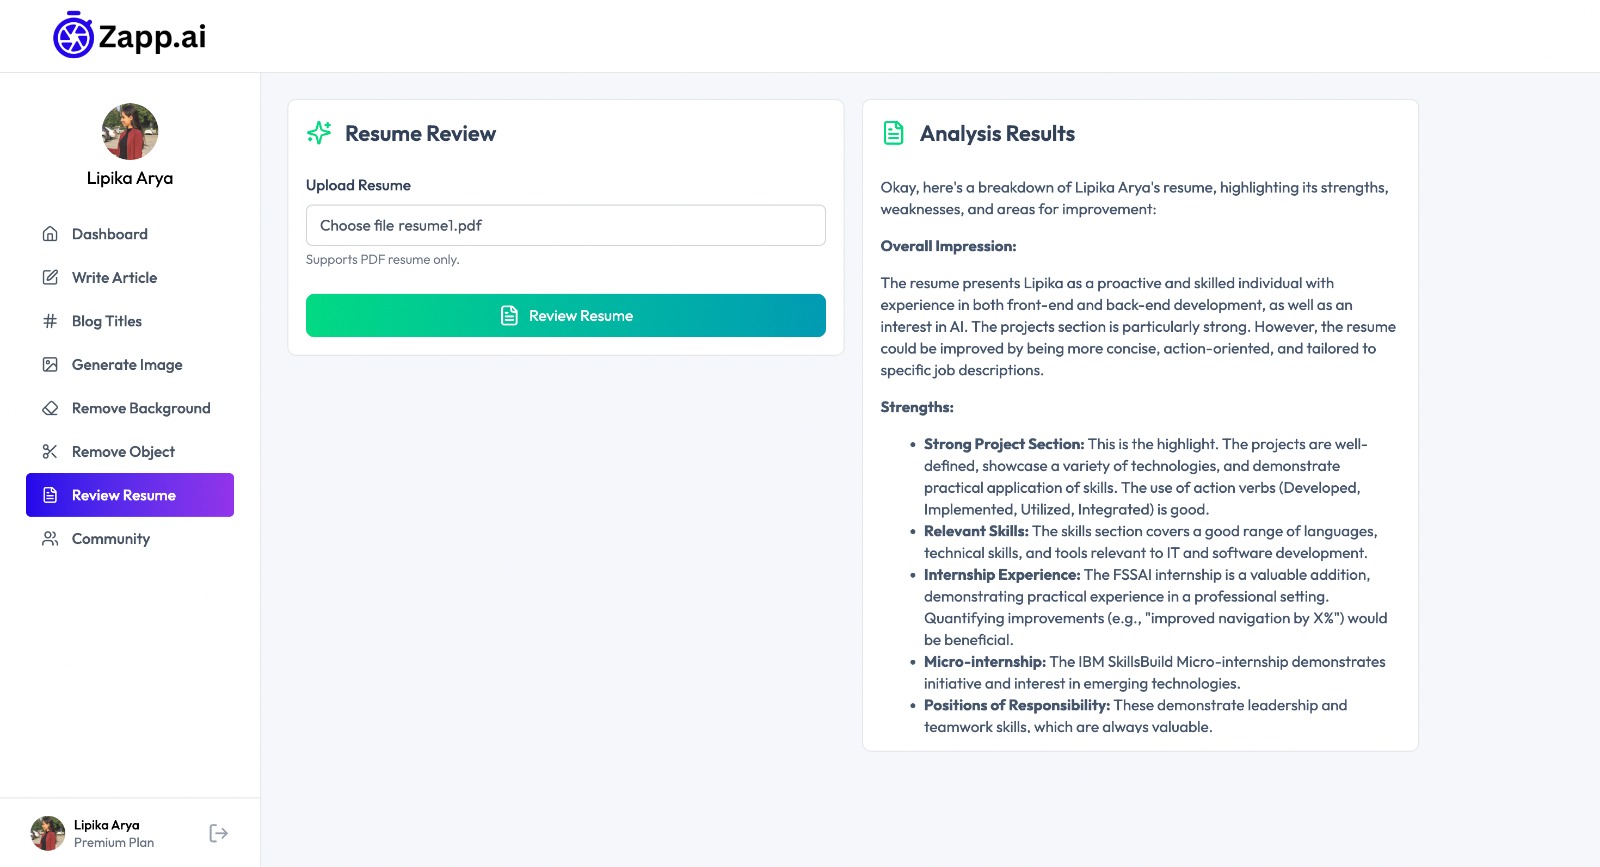 Zapp.ai
Lipika Arya
Dashboard
Write Article
Blog Titles
Generate Image
Remove Background
Remove Object
Review Resume
Community
Lipika Arya
Premium Plan
Resume Review
Upload Resume
Choose file resume1.pdf
Supports PDF resume only.
Review Resume
Analysis Results
Okay, here's a breakdown of Lipika Arya's resume, highlighting its strengths,
weaknesses, and areas for improvement:
Overall Impression:
The resume presents Lipika as a proactive and skilled individual with
experience in both front-end and back-end development, as well as an
interest in AI. The projects section is particularly strong. However, the resume
could be improved by being more concise, action-oriented, and tailored to
specific job descriptions.
Strengths:
• Strong Project Section: This is the highlight. The projects are well-
defined, showcase a variety of technologies, and demonstrate
practical application of skills. The use of action verbs (Developed,
Implemented, Utilized, Integrated) is good.
• Relevant Skills: The skills section covers a good range of languages,
technical skills, and tools relevant to IT and software development.
• Internship Experience: The FSSAI internship is a valuable addition,
demonstrating practical experience in a professional setting.
Quantifying improvements (e.g., "improved navigation by X%") would
be beneficial.
• Micro-internship: The IBM SkillsBuild Micro-internship demonstrates
initiative and interest in emerging technologies.
• Positions of Responsibility: These demonstrate leadership and
teamwork skills, which are always valuable.